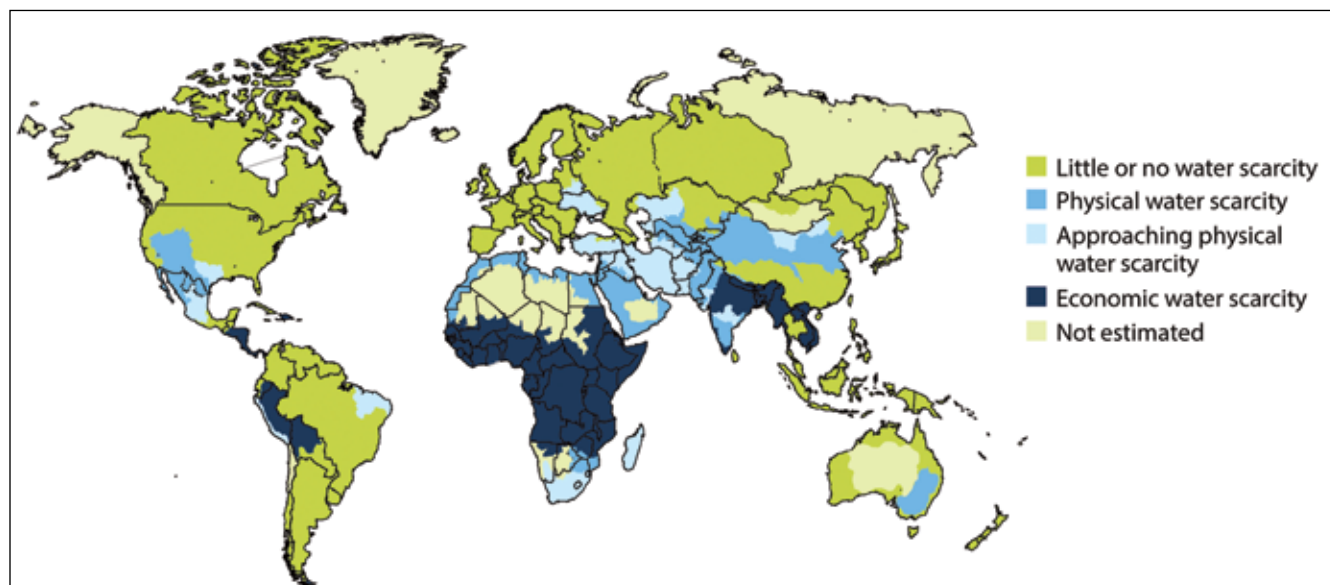 Little or no water scarcity
Physical water scarcity
Approaching physical
water scarcity
Economic water scarcity
Not estimated